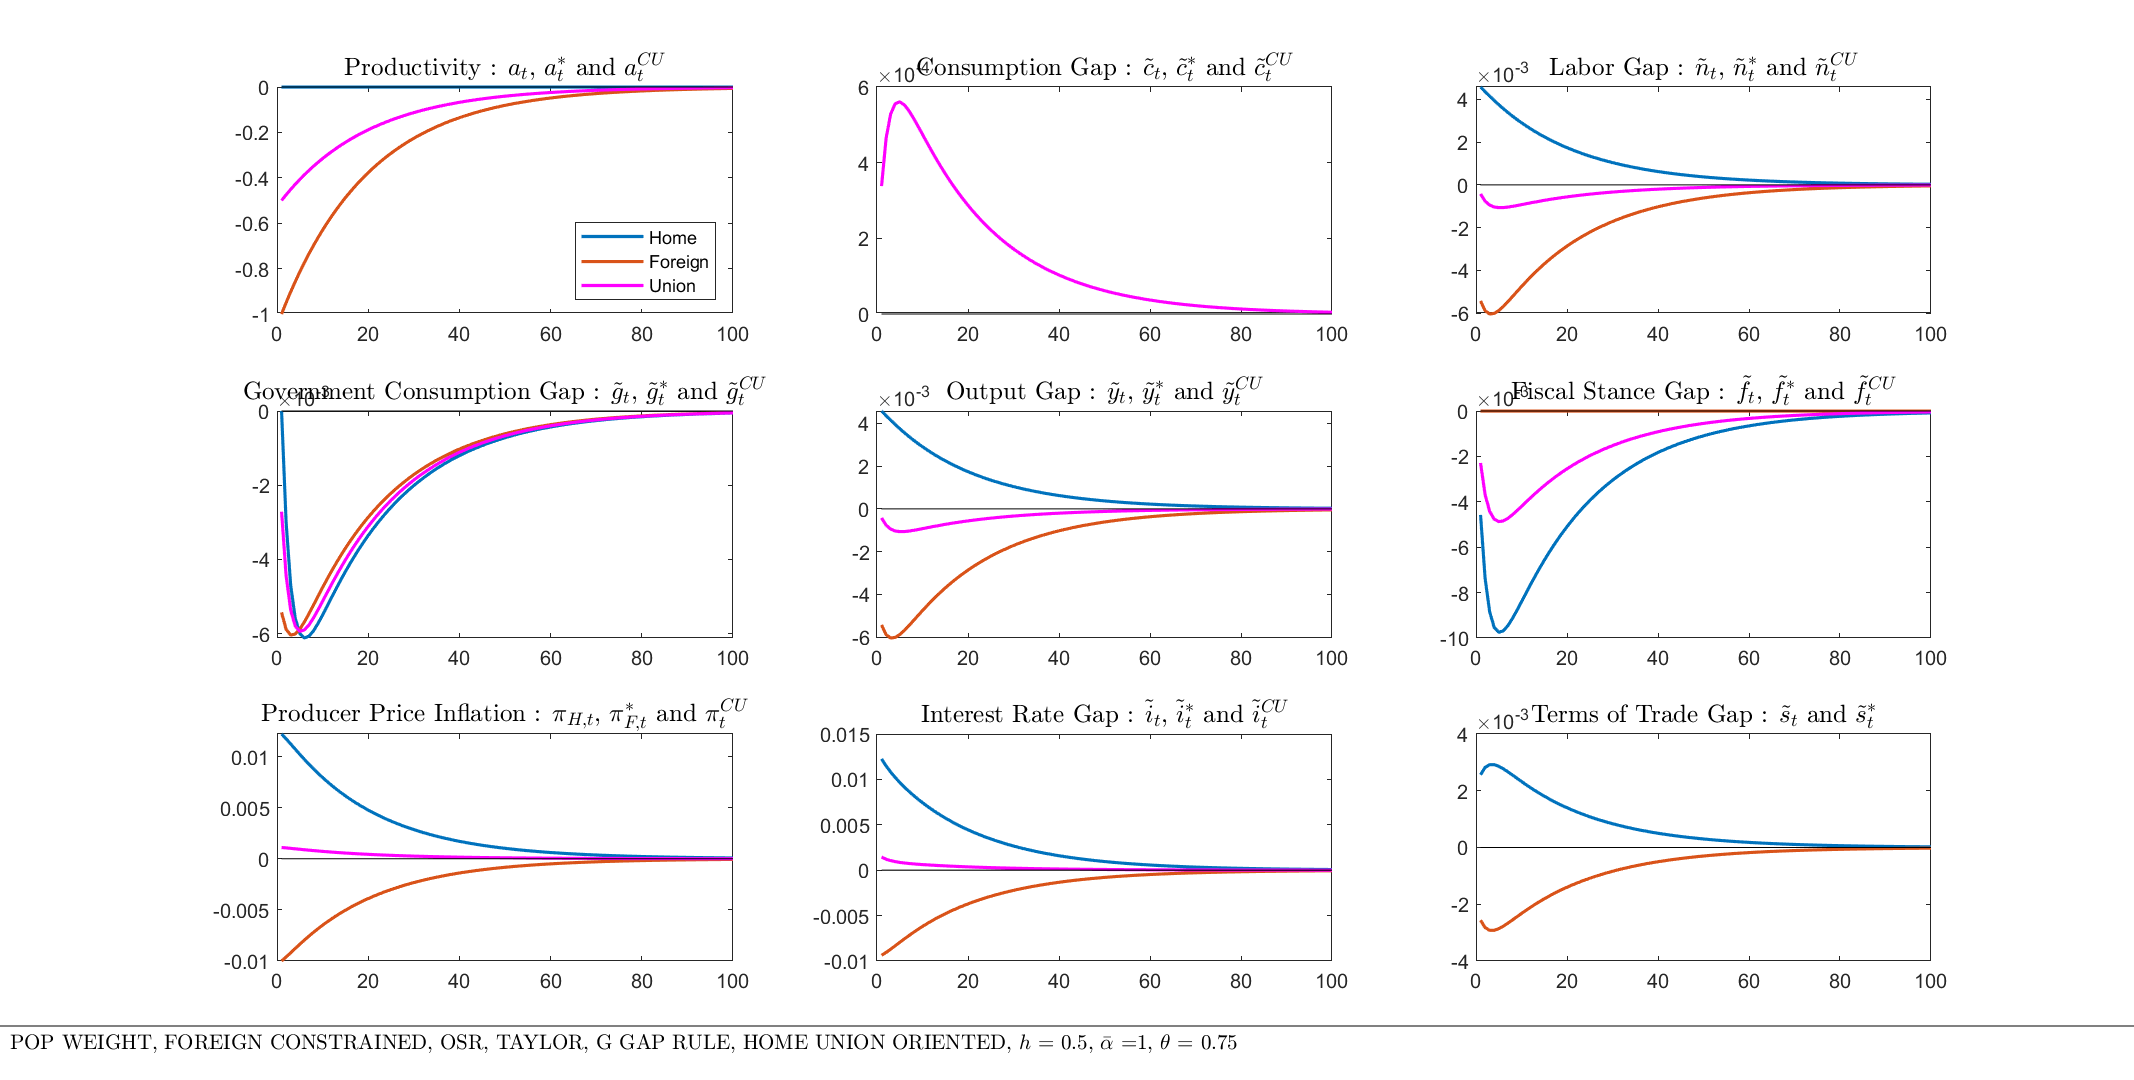 Productivity : a_t, a_t^* and a_t^{CU}
0
-0.2
-0.4
-0.6
-0.8
-1
0 20 40 60 80 100
Home
Foreign
Union
Consumption Gap : c̃_t, c̃_t^* and c̃_t^{CU}
×10^{-4}
6
4
2
0
0 20 40 60 80 100
Labor Gap : ñ_t, ñ_t^* and ñ_t^{CU}
×10^{-3}
4
2
0
-2
-4
-6
0 20 40 60 80 100
Government Consumption Gap : g̃_t, g̃_t^* and g̃_t^{CU}
×10^{-3}
0
-2
-4
-6
0 20 40 60 80 100
Output Gap : ỹ_t, ỹ_t^* and ỹ_t^{CU}
×10^{-3}
4
2
0
-2
-4
-6
0 20 40 60 80 100
Fiscal Stance Gap : f̃_t, f̃_t^* and f̃_t^{CU}
×10^{-3}
0
-2
-4
-6
-8
-10
0 20 40 60 80 100
Producer Price Inflation : π_{H,t}, π_{F,t}^* and π_t^{CU}
0.01
0.005
0
-0.005
-0.01
0 20 40 60 80 100
Interest Rate Gap : ĩ_t, ĩ_t^* and ĩ_t^{CU}
0.015
0.01
0.005
0
-0.005
-0.01
0 20 40 60 80 100
Terms of Trade Gap : s̃_t and s̃_t^*
×10^{-3}
4
2
0
-2
-4
0 20 40 60 80 100
POP WEIGHT, FOREIGN CONSTRAINED, OSR, TAYLOR, G GAP RULE, HOME UNION ORIENTED, h = 0.5, ᾱ =1, θ = 0.75